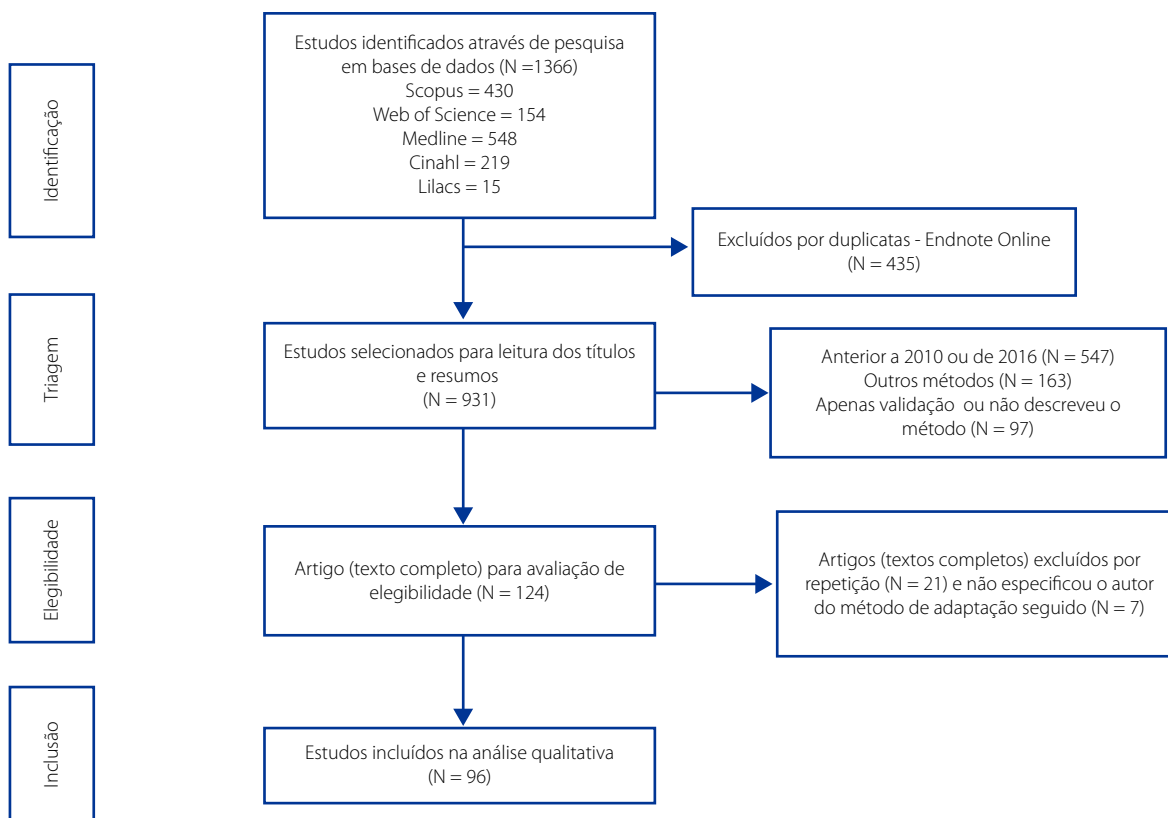 Identificação
Estudos identificados através de pesquisa
em bases de dados (N =1366)
Scopus = 430
Web of Science = 154
Medline = 548
Cinahl = 219
Lilacs = 15
Excluídos por duplicatas - Endnote Online
(N = 435)
Triagem
Estudos selecionados para leitura dos títulos
e resumos
(N = 931)
Anterior a 2010 ou de 2016 (N = 547)
Outros métodos (N = 163)
Apenas validação ou não descreveu o
método (N = 97)
Elegibilidade
Artigo (texto completo) para avaliação de
elegibilidade (N = 124)
Artigos (textos completos) excluídos por
repetição (N = 21) e não especificou o autor
do método de adaptação seguido (N = 7)
Inclusão
Estudos incluídos na análise qualitativa
(N = 96)